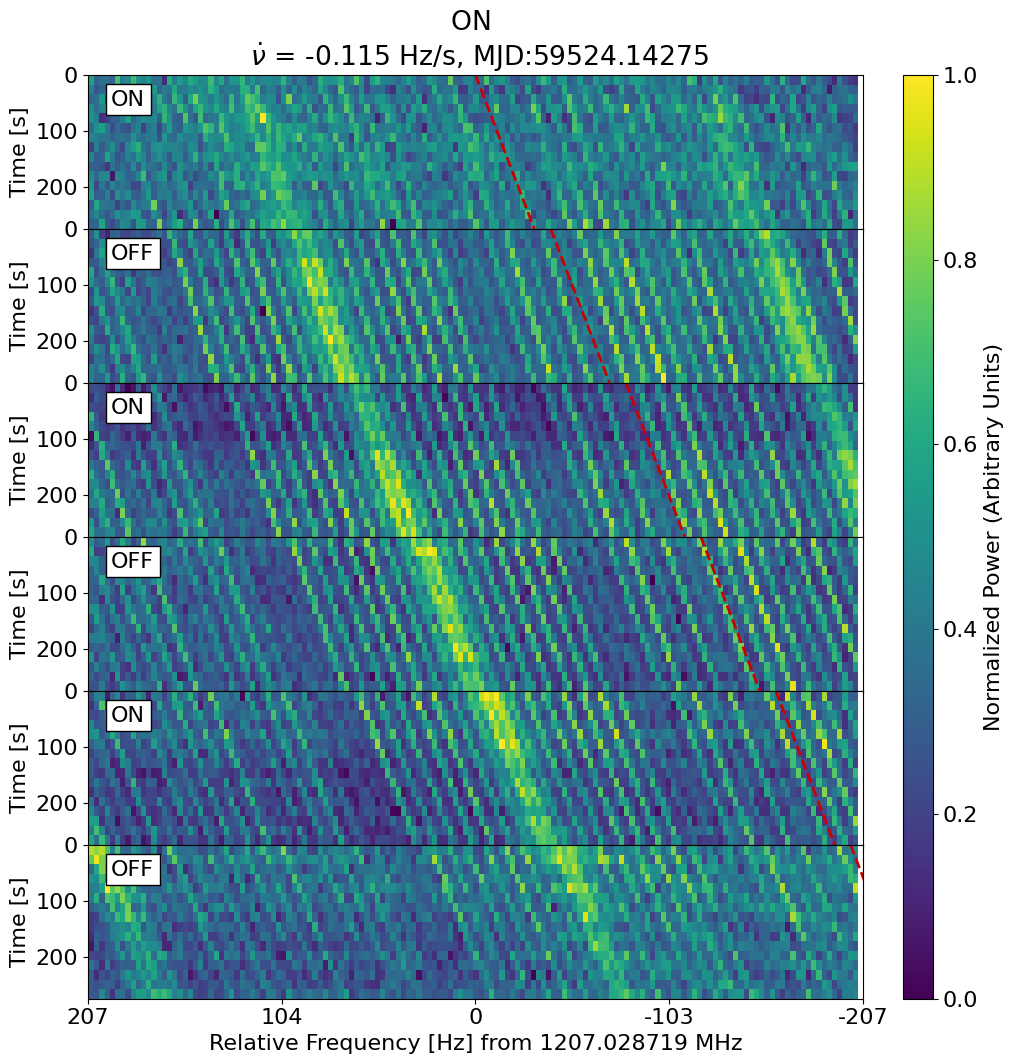 ON
ν̇ = -0.115 Hz/s, MJD:59524.14275
ON
OFF
ON
OFF
ON
OFF
Time [s]
0
100
200
Time [s]
0
100
200
Time [s]
0
100
200
Time [s]
0
100
200
Time [s]
0
100
200
Time [s]
0
100
200
207
104
0
-103
-207
Relative Frequency [Hz] from 1207.028719 MHz
1.0
0.8
0.6
0.4
0.2
0.0
Normalized Power (Arbitrary Units)